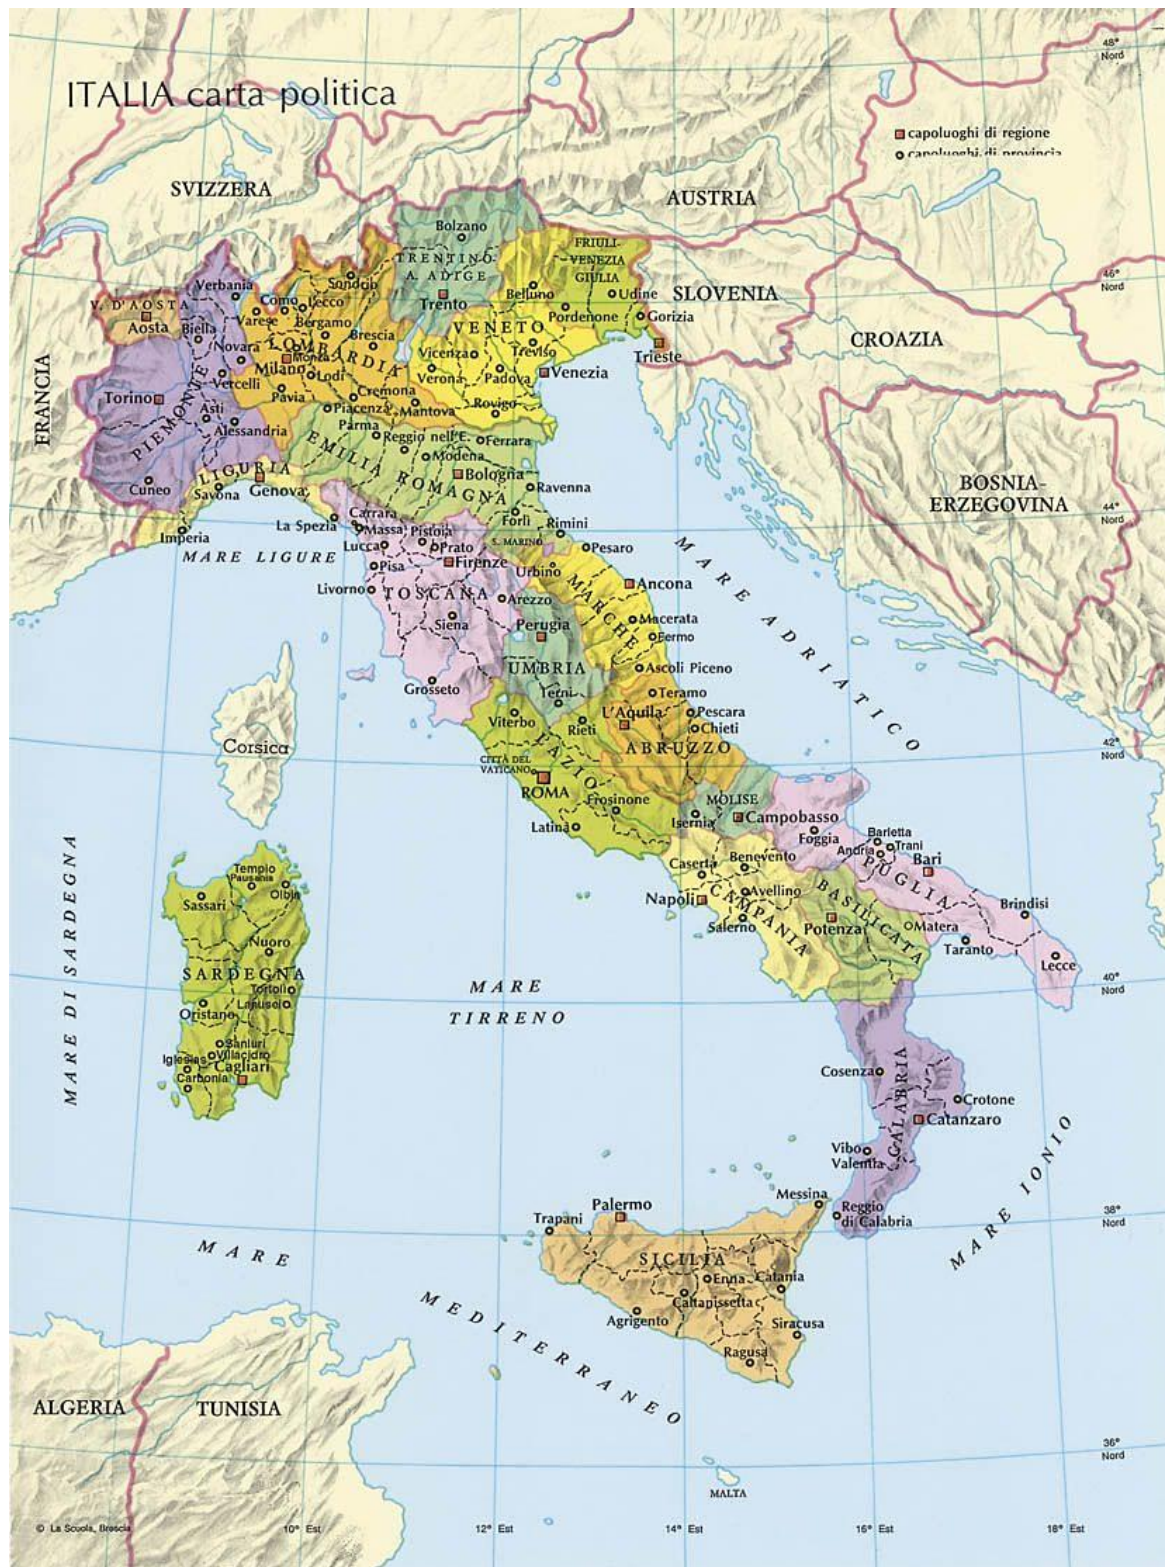 ITALIA carta politica
48°
Nord
capoluoghi di regione
capoluoghi di provincia
SVIZZERA
AUSTRIA
Bolzano
TRENTINO-
A. ADIGE
Trento
FRIULI-
VENEZIA
GIULIA
46°
Nord
SLOVENIA
CROAZIA
Verbania
Sondrio
Como
Lecco
Belluno
Udine
V. D'AOSTA
Aosta
Biella
Varese
Bergamo
Brescia
Pordenone
Gorizia
VENETO
Trieste
Novara
LOMBARDIA
Monza
Milano
Lodi
Vicenza
Treviso
FRANCIA
Vercelli
Pavia
Cremona
Verona
Padova
Venezia
Torino
PIEMONTE
Asti
Piacenza
Mantova
Rovigo
Alessandria
Parma
Reggio nell'E.
Ferrara
Modena
EMILIA ROMAGNA
Bologna
LIGURIA
Cuneo
Savona
Genova
Ravenna
BOSNIA-
ERZEGOVINA
44°
Nord
La Spezia
Carrara
Massa
Pistoia
Forlì
Rimini
Imperia
MARE LIGURE
Lucca
Prato
S. MARINO
Pesaro
Pisa
Firenze
Urbino
MARCHE
Ancona
MARE ADRIATICO
Livorno
TOSCANA
Arezzo
Siena
Perugia
Macerata
Fermo
UMBRIA
Ascoli Piceno
Grosseto
Terni
Teramo
Viterbo
Rieti
L'Aquila
Pescara
Chieti
ABRUZZO
Corsica
42°
Nord
LAZIO
CITTÀ DEL
VATICANO
ROMA
Frosinone
MOLISE
Isernia
Campobasso
Latina
Foggia
Barletta
Trani
Andria
Bari
PUGLIA
Caserta
Benevento
Avellino
Napoli
CAMPANIA
Salerno
BASILICATA
Potenza
Matera
Brindisi
Taranto
Lecce
MARE DI SARDEGNA
Tempio
Pausania
Olbia
Sassari
Nuoro
SARDEGNA
Tortolì
Lanusei
Oristano
Sanluri
Villacidro
Iglesias
Cagliari
Carbonia
40°
Nord
MARE
TIRRENO
Cosenza
CALABRIA
Crotone
Catanzaro
Vibo
Valentia
MARE IONIO
Messina
Reggio
di Calabria
38°
Nord
Palermo
Trapani
SICILIA
Enna
Catania
Caltanissetta
Agrigento
Siracusa
Ragusa
MARE
MEDITERRANEO
ALGERIA
TUNISIA
36°
Nord
MALTA
© La Scuola, Brescia
10° Est
12° Est
14° Est
16° Est
18° Est